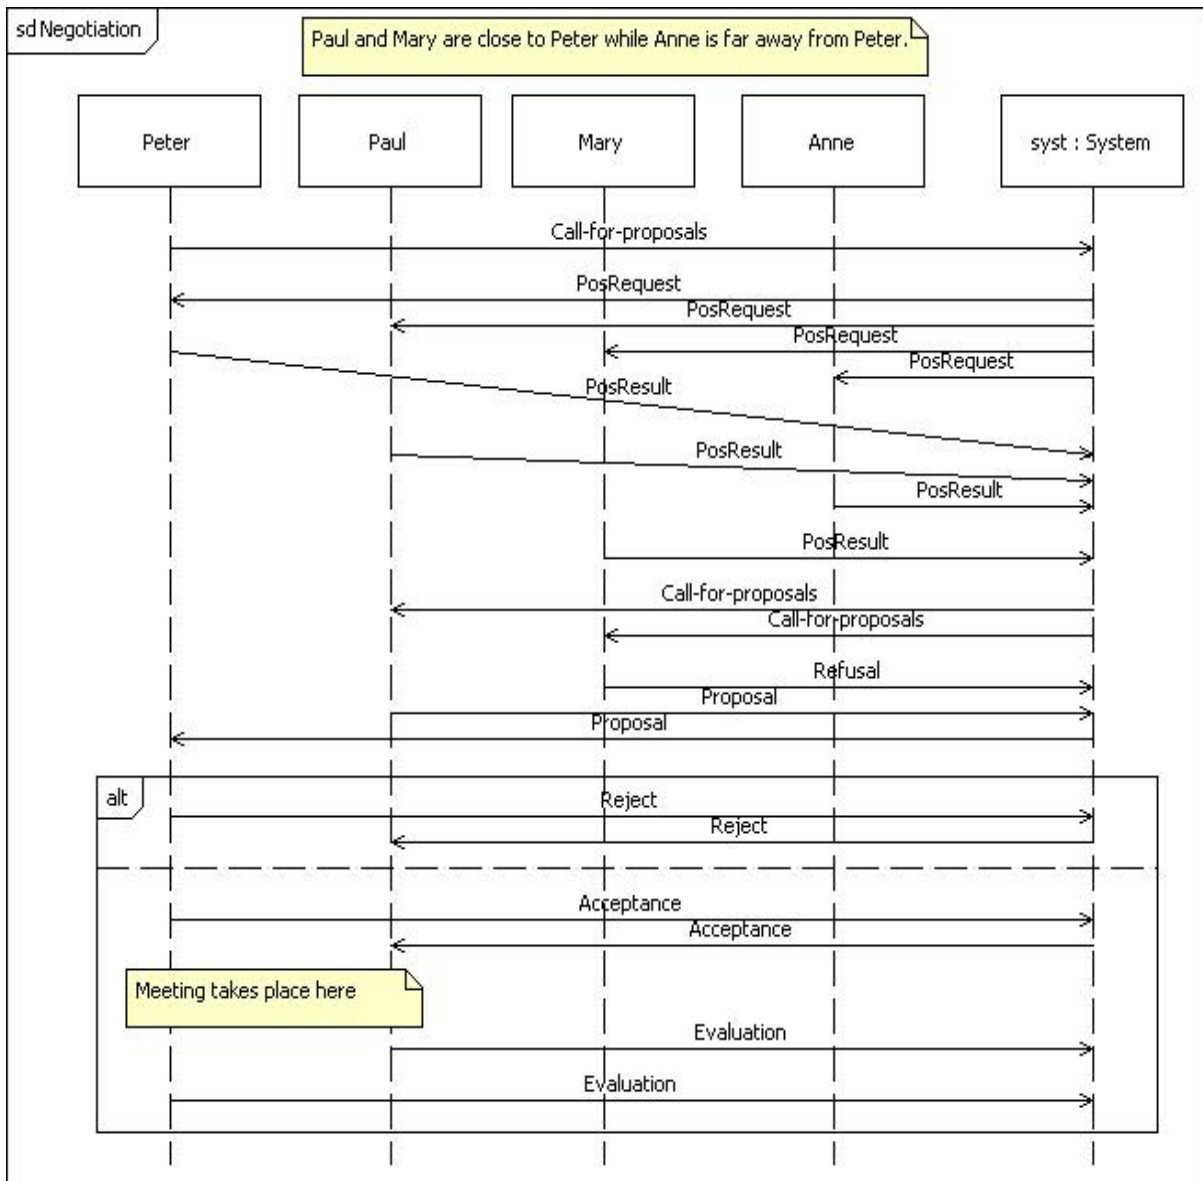 sd Negotiation
Paul and Mary are close to Peter while Anne is far away from Peter.
Peter
Paul
Mary
Anne
syst : System
Call-for-proposals
PosRequest
PosRequest
PosRequest
PosRequest
PosResult
PosResult
PosResult
PosResult
Call-for-proposals
Call-for-proposals
Refusal
Proposal
Proposal
alt
Reject
Reject
Acceptance
Acceptance
Meeting takes place here
Evaluation
Evaluation